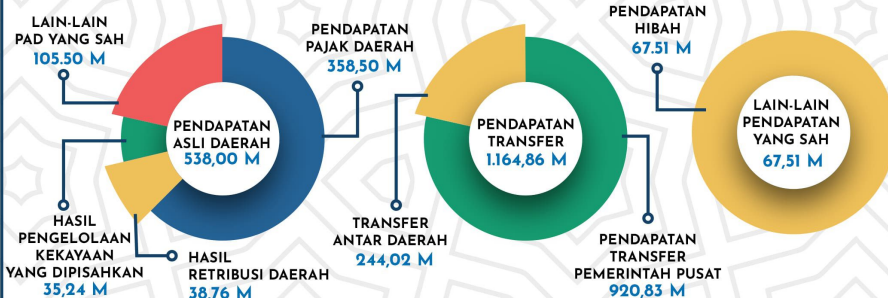 LAIN-LAIN
PAD YANG SAH
105.50 M
PENDAPATAN
PAJAK DAERAH
358,50 M
PENDAPATAN
ASLI DAERAH
538,00 M
HASIL
PENGELOLAAN
KEKAYAAN
YANG DIPISAHKAN
35,24 M
HASIL
RETRIBUSI DAERAH
38,76 M
PENDAPATAN
TRANSFER
1.164,86 M
TRANSFER
ANTAR DAERAH
244,02 M
PENDAPATAN
TRANSFER
PEMERINTAH PUSAT
920,83 M
PENDAPATAN
HIBAH
67.51 M
LAIN-LAIN
PENDAPATAN
YANG SAH
67,51 M